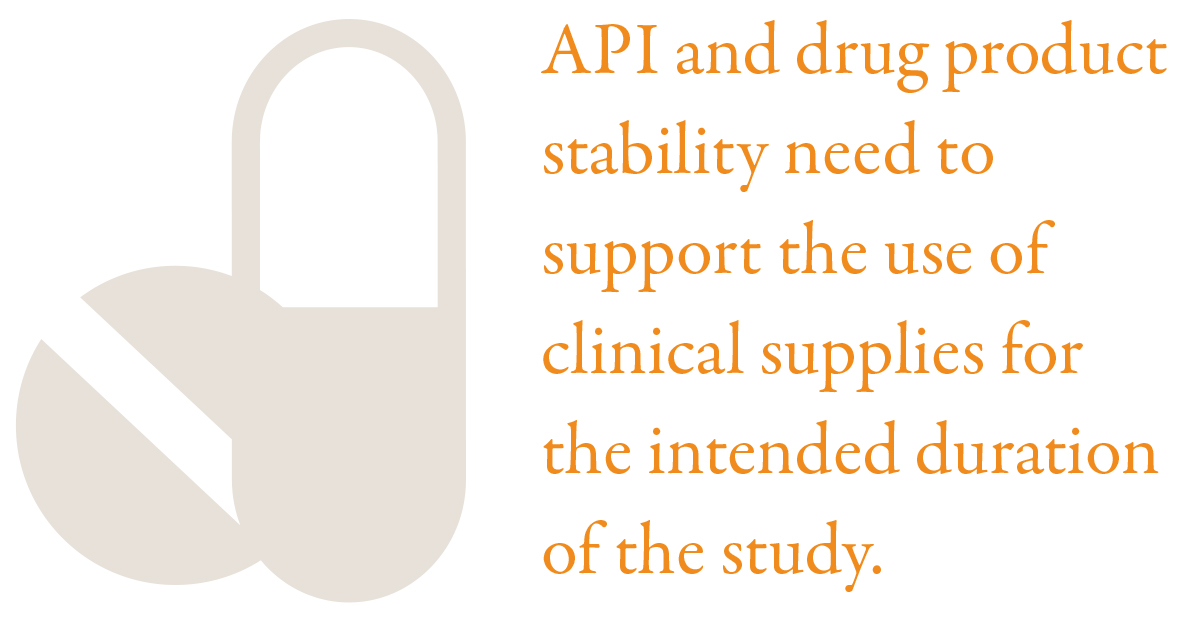 API and drug product
stability need to
support the use of
clinical supplies for
the intended duration
of the study.